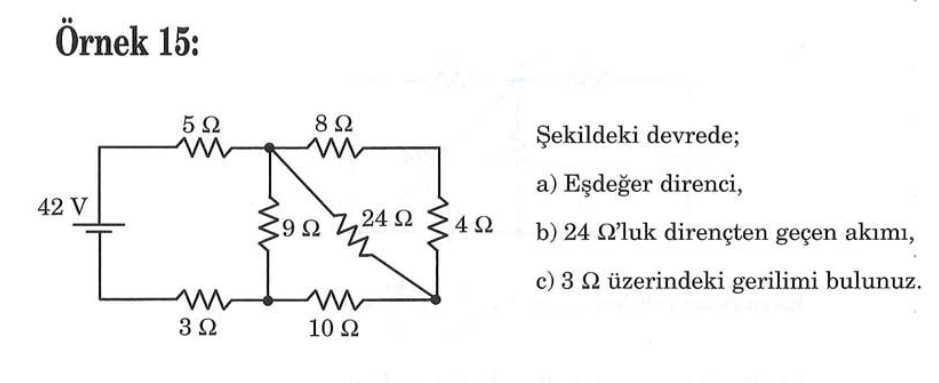 Örnek 15:
5 Ω
8 Ω
42 V
9 Ω
24 Ω
4 Ω
3 Ω
10 Ω
Şekildeki devrede;
a) Eşdeğer direnci,
b) 24 Ω’luk dirençten geçen akımı,
c) 3 Ω üzerindeki gerilimi bulunuz.